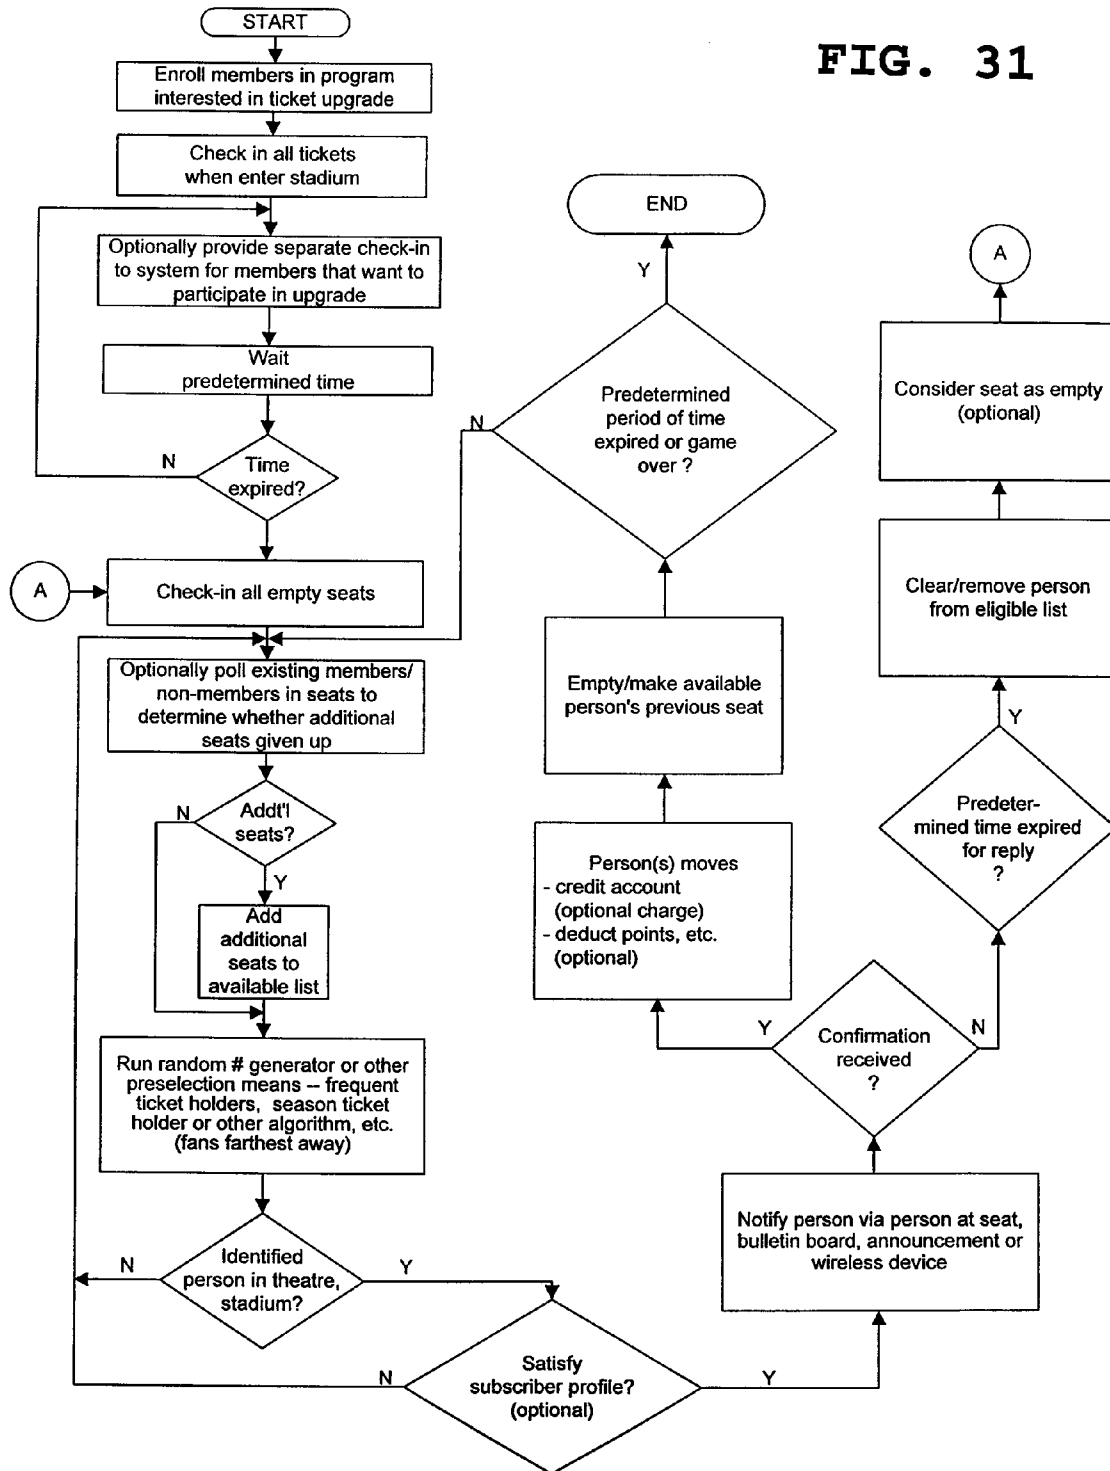 START
FIG. 31
Enroll members in program
interested in ticket upgrade
Check in all tickets
when enter stadium
Optionally provide separate check-in
to system for members that want to
participate in upgrade
Wait
predetermined time
N
Time
expired?
A
Check-in all empty seats
Optionally poll existing members/
non-members in seats to
determine whether additional
seats given up
N
Addt'l
seats?
Y
Add
additional
seats to
available list
Run random # generator or other
preselection means -- frequent
ticket holders, season ticket
holder or other algorithm, etc.
(fans farthest away)
N
Identified
person in theatre,
stadium?
Y
N
Satisfy
subscriber profile?
(optional)
Y
Notify person via person at seat,
bulletin board, announcement or
wireless device
Y
Confirmation
received
?
N
Person(s) moves
- credit account
(optional charge)
- deduct points, etc.
(optional)
Empty/make available
person's previous seat
N
Predetermined
period of time
expired or game
over ?
Y
END
Predeter-
mined time expired
for reply
?
Y
Clear/remove person
from eligible list
Consider seat as empty
(optional)
A